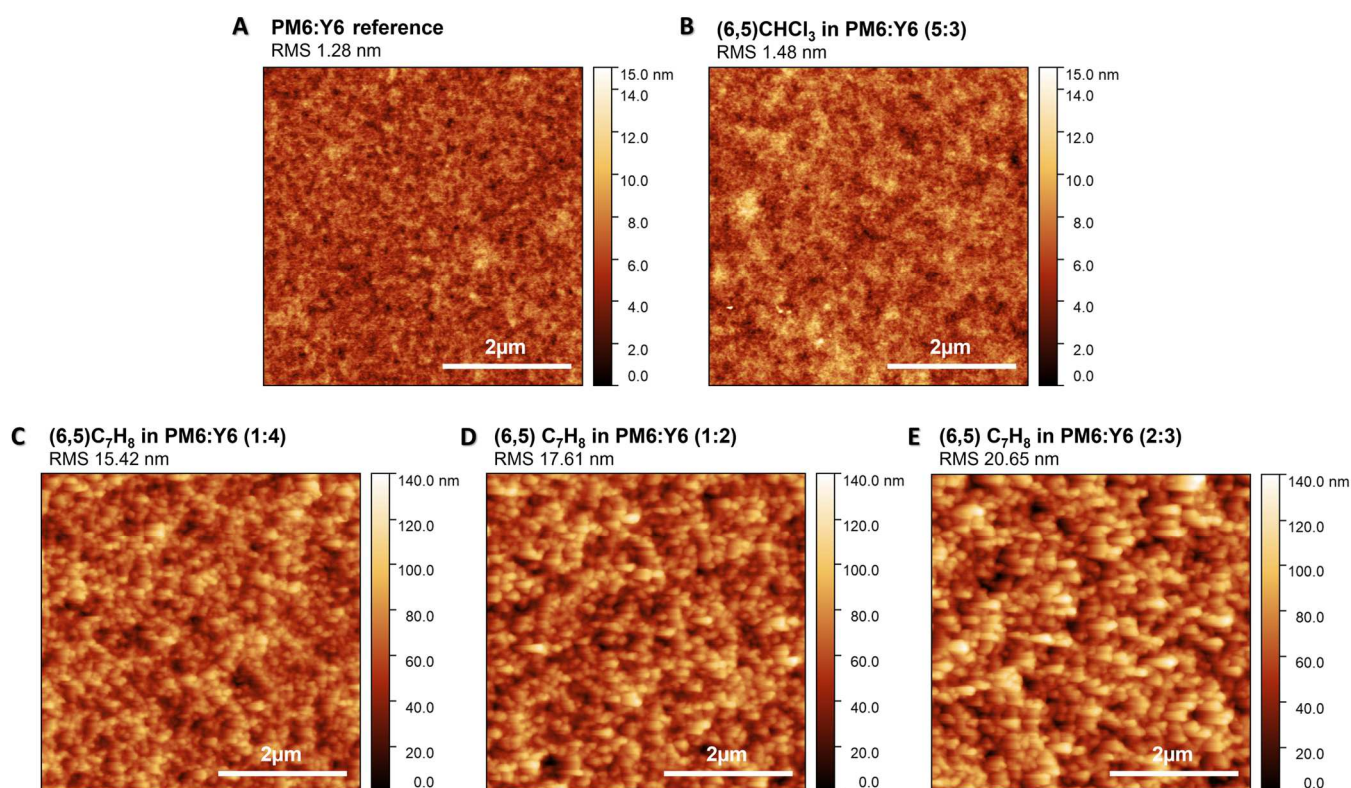 A PM6:Y6 reference
RMS 1.28 nm
15.0 nm
14.0
12.0
10.0
8.0
6.0
4.0
2.0
0.0
2µm
B (6,5)CHCl₃ in PM6:Y6 (5:3)
RMS 1.48 nm
15.0 nm
14.0
12.0
10.0
8.0
6.0
4.0
2.0
0.0
2µm
C (6,5)C₇H₈ in PM6:Y6 (1:4)
RMS 15.42 nm
140.0 nm
120.0
100.0
80.0
60.0
40.0
20.0
0.0
2µm
D (6,5) C₇H₈ in PM6:Y6 (1:2)
RMS 17.61 nm
140.0 nm
120.0
100.0
80.0
60.0
40.0
20.0
0.0
2µm
E (6,5) C₇H₈ in PM6:Y6 (2:3)
RMS 20.65 nm
140.0 nm
120.0
100.0
80.0
60.0
40.0
20.0
0.0
2µm